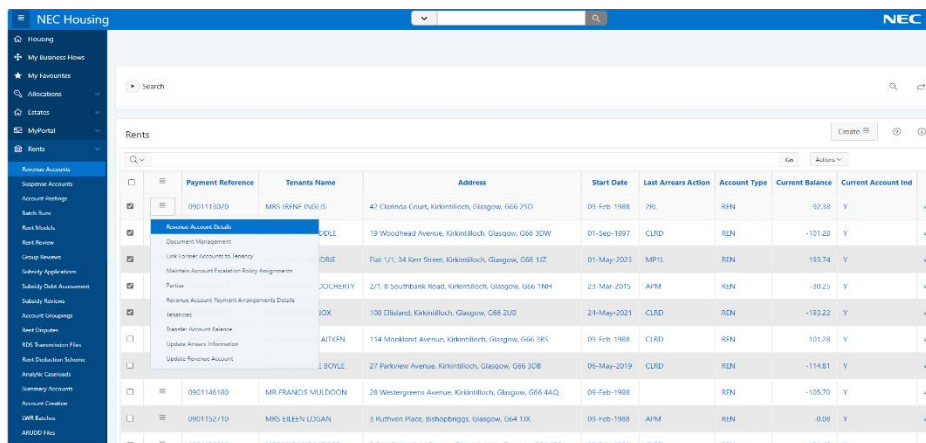 NEC Housing
NEC
Housing
My Business Flows
My Favourites
Allocations
Estates
MyPortal
Rents
Revenue Accounts
Suspense Accounts
Account Postings
Batch Runs
Rent Models
Rent Review
Group Reviews
Subsidy Applications
Subsidy Debt Assessment
Subsidy Reviews
Account Groupings
Rent Disputes
RDS Transmission Files
Rent Deduction Scheme
Analytic Caseloads
Summary Accounts
Account Creation
LWR Batches
ARUDD Files
Search
Rents
Create
Go Actions
Payment Reference Tenants Name Address Start Date Last Arrears Action Account Type Current Balance Current Account Ind
0901113020 MRS IRENE INGLIS 42 Clarinda Court, Kirkintilloch, Glasgow, G66 2SD 09-Feb-1988 2RL REN -92.38 Y
DDLE 19 Woodhead Avenue, Kirkintilloch, Glasgow, G66 3DW 01-Sep-1997 CLRD REN -101.28 Y
DRIE Flat 1/1, 34 Kerr Street, Kirkintilloch, Glasgow, G66 1JZ 01-May-2023 MP1L REN 193.74 Y
DOCHERTY 2/1, 8 Southbank Road, Kirkintilloch, Glasgow, G66 1NH 23-Mar-2015 APM REN -30.25 Y
NOX 108 Ellisland, Kirkintilloch, Glasgow, G66 2UB 24-May-2021 CLRD REN -193.22 Y
AITKEN 114 Monkland Avenue, Kirkintilloch, Glasgow, G66 3BS 09-Feb-1988 CLRD REN -101.28 Y
E BOYLE 27 Parkview Avenue, Kirkintilloch, Glasgow, G66 3DB 06-May-2019 CLRD REN -114.81 Y
0901146180 MR FRANCIS MULDOON 28 Westergreens Avenue, Kirkintilloch, Glasgow, G66 4AQ 09-Feb-1988 REN -105.70 Y
0901152710 MRS EILEEN LOGAN 3 Ruthven Place, Bishopbriggs, Glasgow, G64 1JX 09-Feb-1988 APM REN -0.08 Y
Revenue Account Details
Document Management
Link Former Accounts to Tenancy
Maintain Account Escalation Policy Assignments
Parties
Revenue Account Payment Arrangements Details
Tenancies
Transfer Account Balance
Update Arrears Information
Update Revenue Account